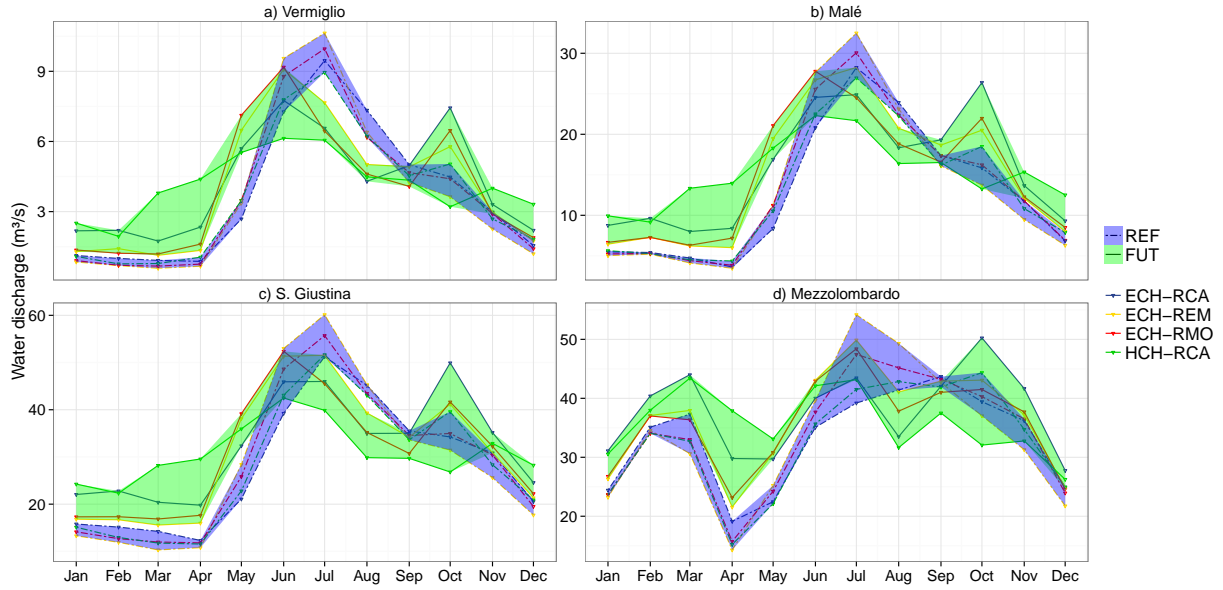 a) Vermiglio
b) Malé
9
6
3
30
20
10
c) S. Giustina
d) Mezzolombardo
60
40
20
50
40
30
20
Jan Feb Mar Apr May Jun Jul Aug Sep Oct Nov Dec
Jan Feb Mar Apr May Jun Jul Aug Sep Oct Nov Dec
Water discharge (m³/s)
REF
FUT
ECH−RCA
ECH−REM
ECH−RMO
HCH−RCA